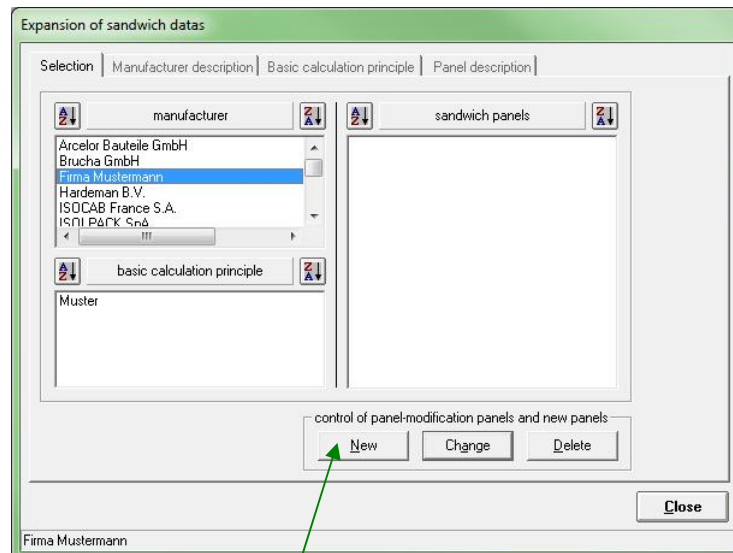 Expansion of sandwich datas
Selection
Manufacturer description
Basic calculation principle
Panel description
manufacturer
Arcelor Bauteile GmbH
Brucha GmbH
Firma Mustermann
Hardeman B.V.
ISOCAB France S.A.
ISOLPACK SpA
basic calculation principle
Muster
sandwich panels
control of panel-modification panels and new panels
New
Change
Delete
Close
Firma Mustermann